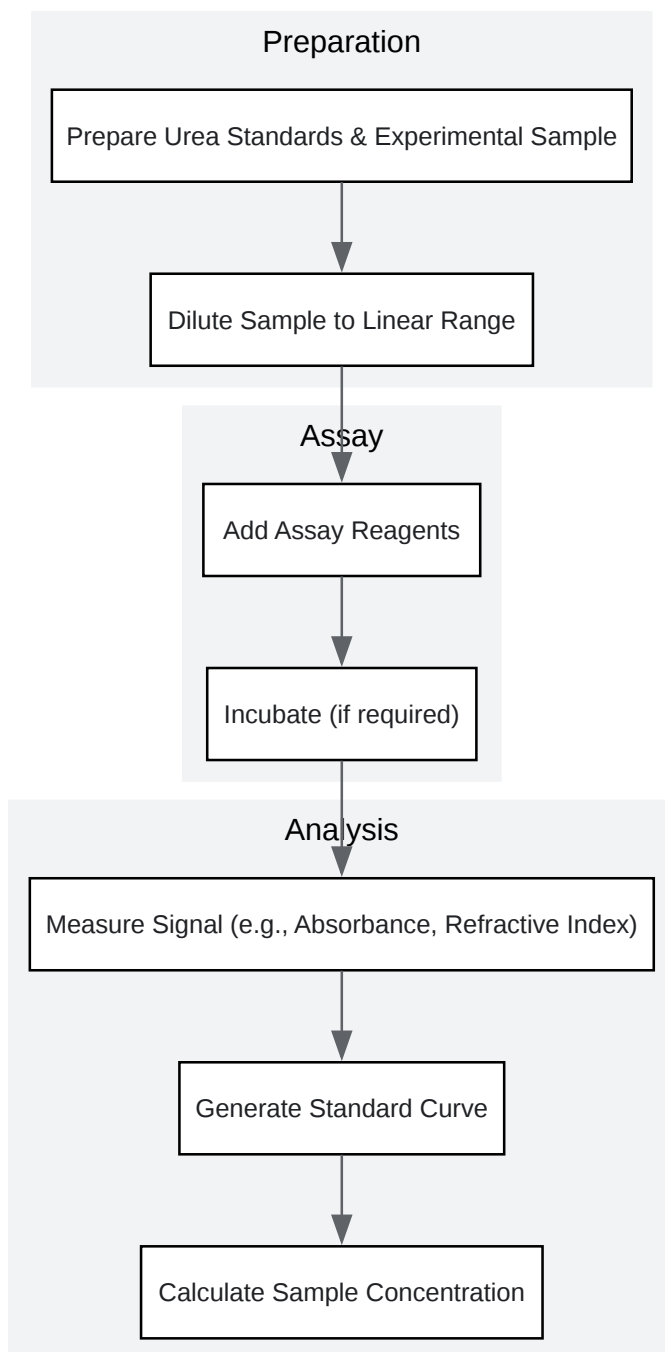 Preparation
Prepare Urea Standards & Experimental Sample
Dilute Sample to Linear Range
Assay
Add Assay Reagents
Incubate (if required)
Analysis
Measure Signal (e.g., Absorbance, Refractive Index)
Generate Standard Curve
Calculate Sample Concentration